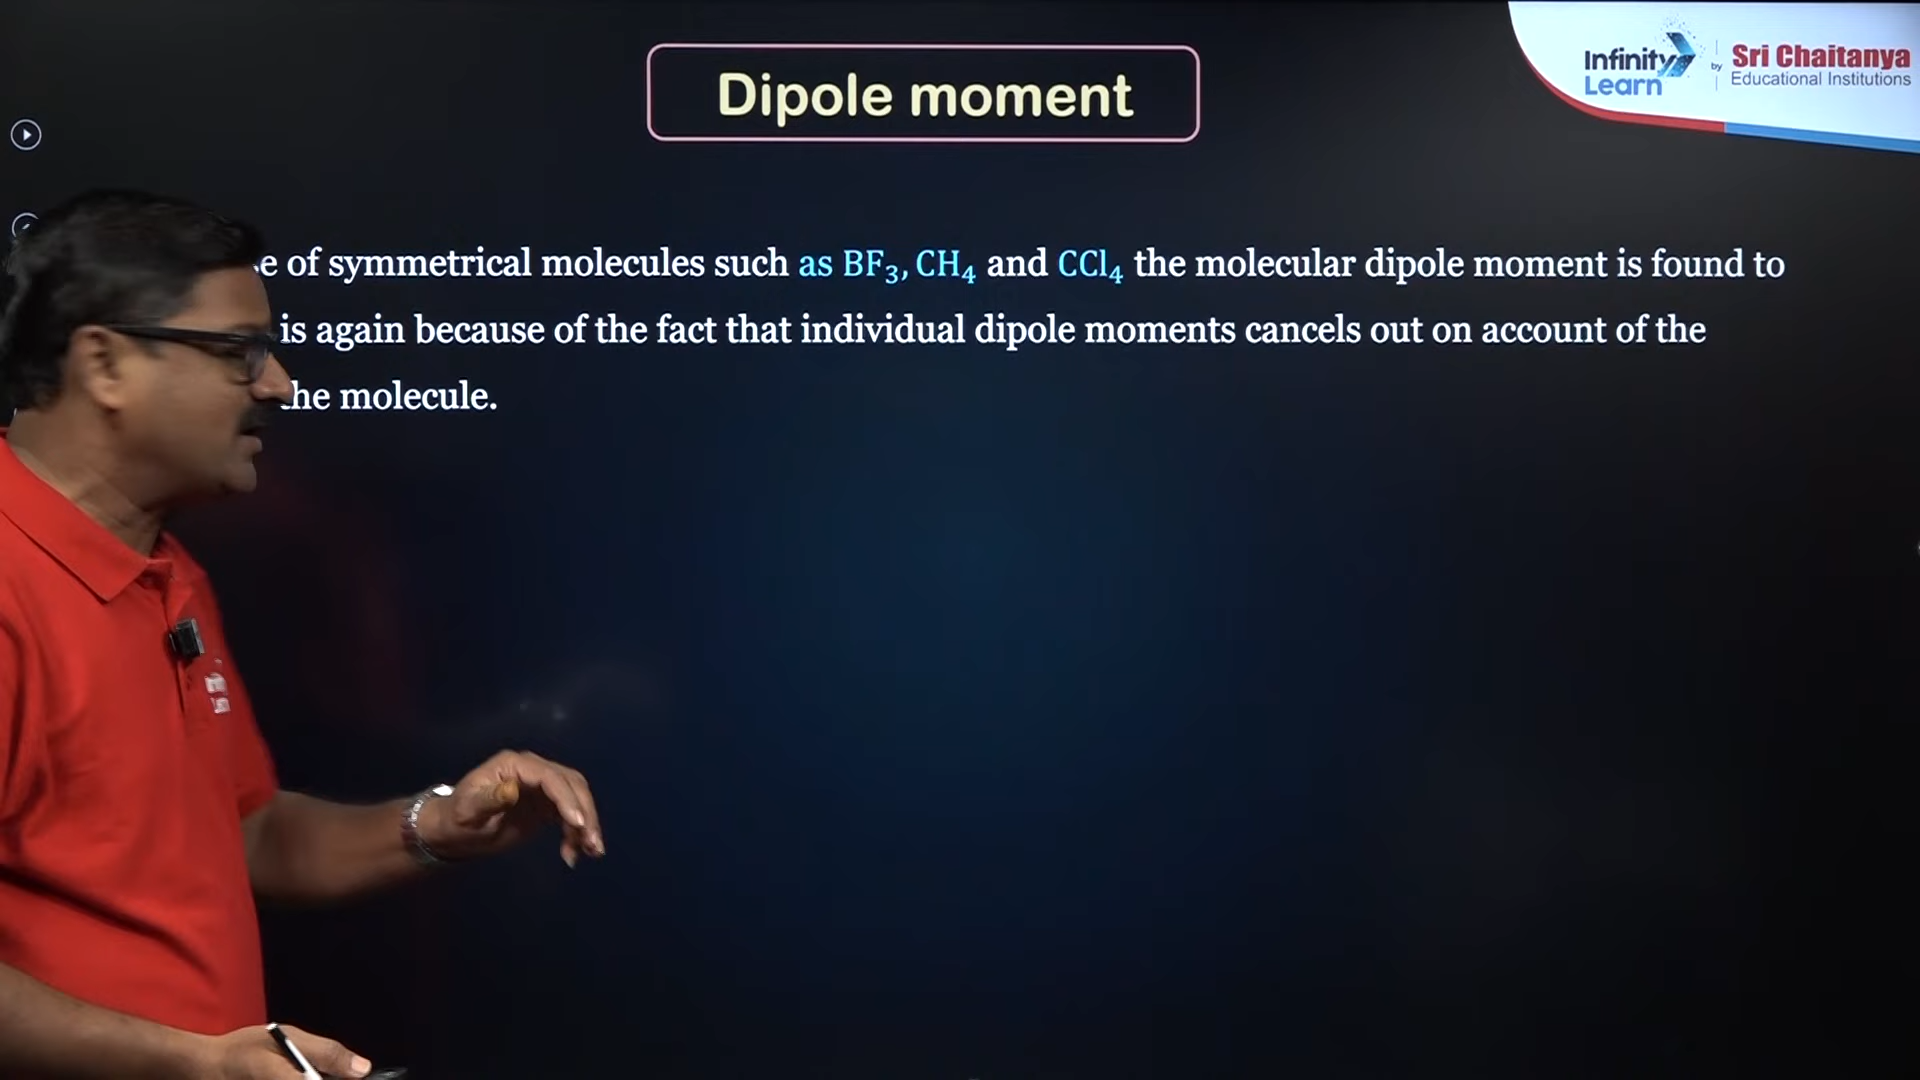 Dipole moment
Infinity Learn
by
Sri Chaitanya
Educational Institutions
of symmetrical molecules such as BF₃, CH₄ and CCl₄ the molecular dipole moment is found to
is again because of the fact that individual dipole moments cancels out on account of the
the molecule.